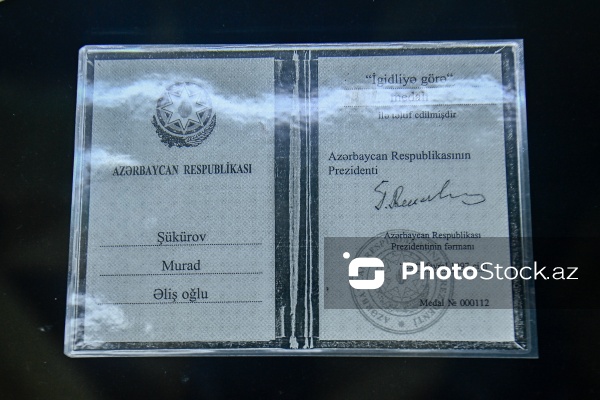 AZƏRBAYCAN RESPUBLİKASI
Şükürov
Murad
Əliş oğlu
“İgidliyə görə”
medalı
ilə təltif edilmişdir
Azərbaycan Respublikasının
Prezidenti
Azərbaycan Respublikası
Prezidentinin fərmanı
PhotoStock.az
Medal № 000112